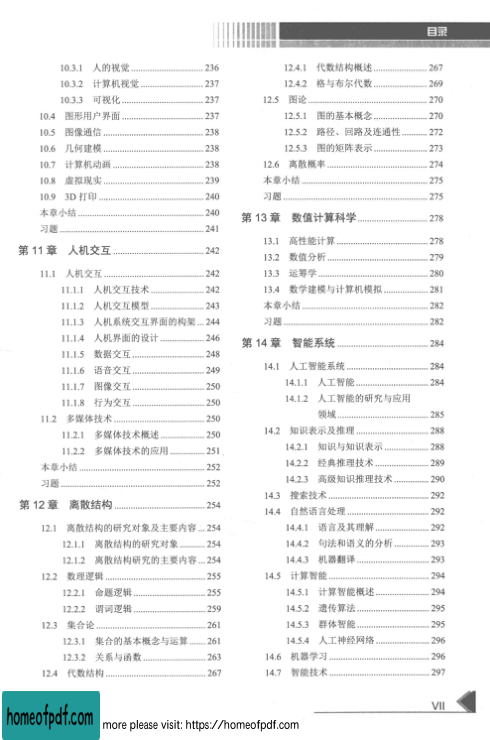 目录
10.3.1 人的视觉 236
10.3.2 计算机视觉 237
10.3.3 可视化 237
10.4 图形用户界面 237
10.5 图像通信 238
10.6 几何建模 238
10.7 计算机动画 238
10.8 虚拟现实 239
10.9 3D 打印 240
本章小结 240
习题 241
第 11 章 人机交互 242
11.1 人机交互 242
11.1.1 人机交互技术 242
11.1.2 人机交互模型 243
11.1.3 人机系统交互界面的构架 244
11.1.4 人机界面的设计 246
11.1.5 数据交互 248
11.1.6 语音交互 249
11.1.7 图像交互 250
11.1.8 行为交互 250
11.2 多媒体技术 250
11.2.1 多媒体技术概述 250
11.2.2 多媒体技术的应用 251
本章小结 252
习题 252
第 12 章 离散结构 254
12.1 离散结构的研究对象及主要内容 254
12.1.1 离散结构的研究对象 254
12.1.2 离散结构研究的主要内容 254
12.2 数理逻辑 255
12.2.1 命题逻辑 255
12.2.2 谓词逻辑 259
12.3 集合论 261
12.3.1 集合的基本概念与运算 261
12.3.2 关系与函数 263
12.4 代数结构 267
12.4.1 代数结构概述 267
12.4.2 格与布尔代数 269
12.5 图论 270
12.5.1 图的基本概念 270
12.5.2 路径、回路及连通性 272
12.5.3 图的矩阵表示 273
12.6 离散概率 274
本章小结 275
习题 275
第 13 章 数值计算科学 278
13.1 高性能计算 278
13.2 数值分析 279
13.3 运筹学 280
13.4 数学建模与计算机模拟 281
本章小结 282
习题 282
第 14 章 智能系统 284
14.1 人工智能系统 284
14.1.1 人工智能 284
14.1.2 人工智能的研究与应用
领域 285
14.2 知识表示及推理 288
14.2.1 知识与知识表示 288
14.2.2 经典推理技术 289
14.2.3 高级知识推理技术 290
14.3 搜索技术 292
14.4 自然语言处理 292
14.4.1 语言及其理解 292
14.4.2 句法和语义的分析 293
14.4.3 机器翻译 293
14.5 计算智能 294
14.5.1 计算智能概述 294
14.5.2 遗传算法 295
14.5.3 群体智能 295
14.5.4 人工神经网络 296
14.6 机器学习 296
14.7 智能技术 297
VII
homeofpdf.com
more please visit: https://homeofpdf.com